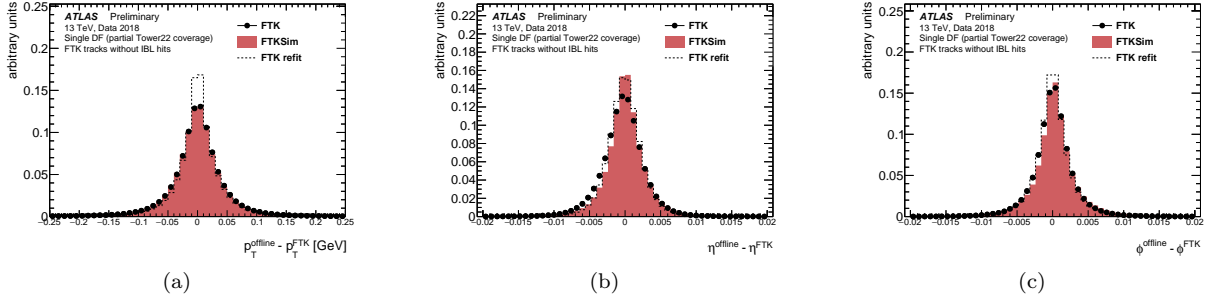 arbitrary units
0.25
0.2
0.15
0.1
0.05
0
ATLAS Preliminary
13 TeV, Data 2018
Single DF (partial Tower22 coverage)
FTK tracks without IBL hits
FTK
FTKSim
FTK refit
−0.25 −0.2 −0.15 −0.1 −0.05 0 0.05 0.1 0.15 0.2 0.25
p_T^offline - p_T^FTK [GeV]
(a)
arbitrary units
0.22
0.2
0.18
0.16
0.14
0.12
0.1
0.08
0.06
0.04
0.02
0
ATLAS Preliminary
13 TeV, Data 2018
Single DF (partial Tower22 coverage)
FTK tracks without IBL hits
FTK
FTKSim
FTK refit
−0.02 −0.015 −0.01 −0.005 0 0.005 0.01 0.015 0.02
η^offline - η^FTK
(b)
arbitrary units
0.25
0.2
0.15
0.1
0.05
0
ATLAS Preliminary
13 TeV, Data 2018
Single DF (partial Tower22 coverage)
FTK tracks without IBL hits
FTK
FTKSim
FTK refit
−0.02 −0.015 −0.01 −0.005 0 0.005 0.01 0.015 0.02
ϕ^offline - ϕ^FTK
(c)